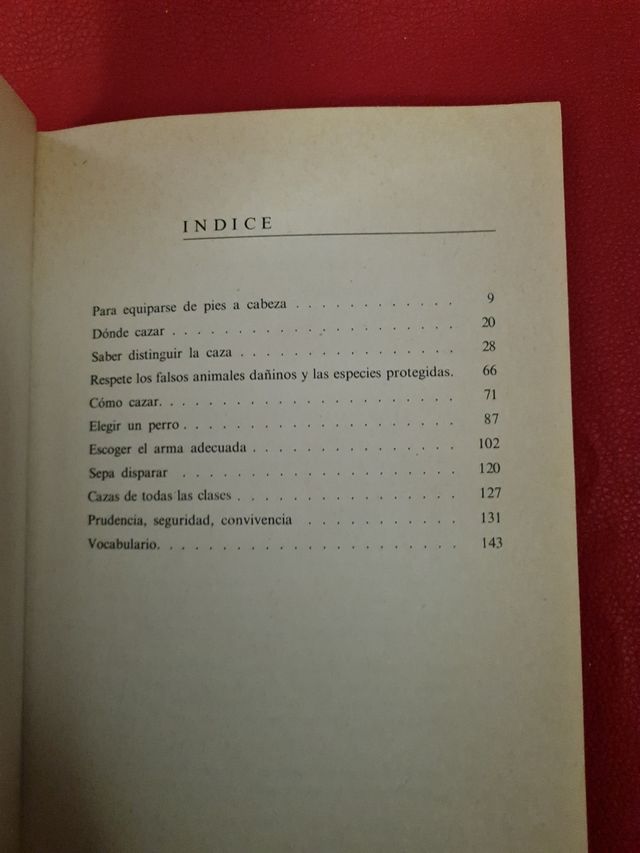 INDICE
Para equiparse de pies a cabeza . . . . . . . . . . . . 9
Dónde cazar . . . . . . . . . . . . . . . . . . . . . . 20
Saber distinguir la caza . . . . . . . . . . . . . . . . . 28
Respete los falsos animales dañinos y las especies protegidas. 66
Cómo cazar. . . . . . . . . . . . . . . . . . . . . . . 71
Elegir un perro . . . . . . . . . . . . . . . . . . . . . 87
Escoger el arma adecuada . . . . . . . . . . . . . . . . 102
Sepa disparar . . . . . . . . . . . . . . . . . . . . . 120
Cazas de todas las clases . . . . . . . . . . . . . . . . . 127
Prudencia, seguridad, convivencia . . . . . . . . . . . . 131
Vocabulario. . . . . . . . . . . . . . . . . . . . . . . 143